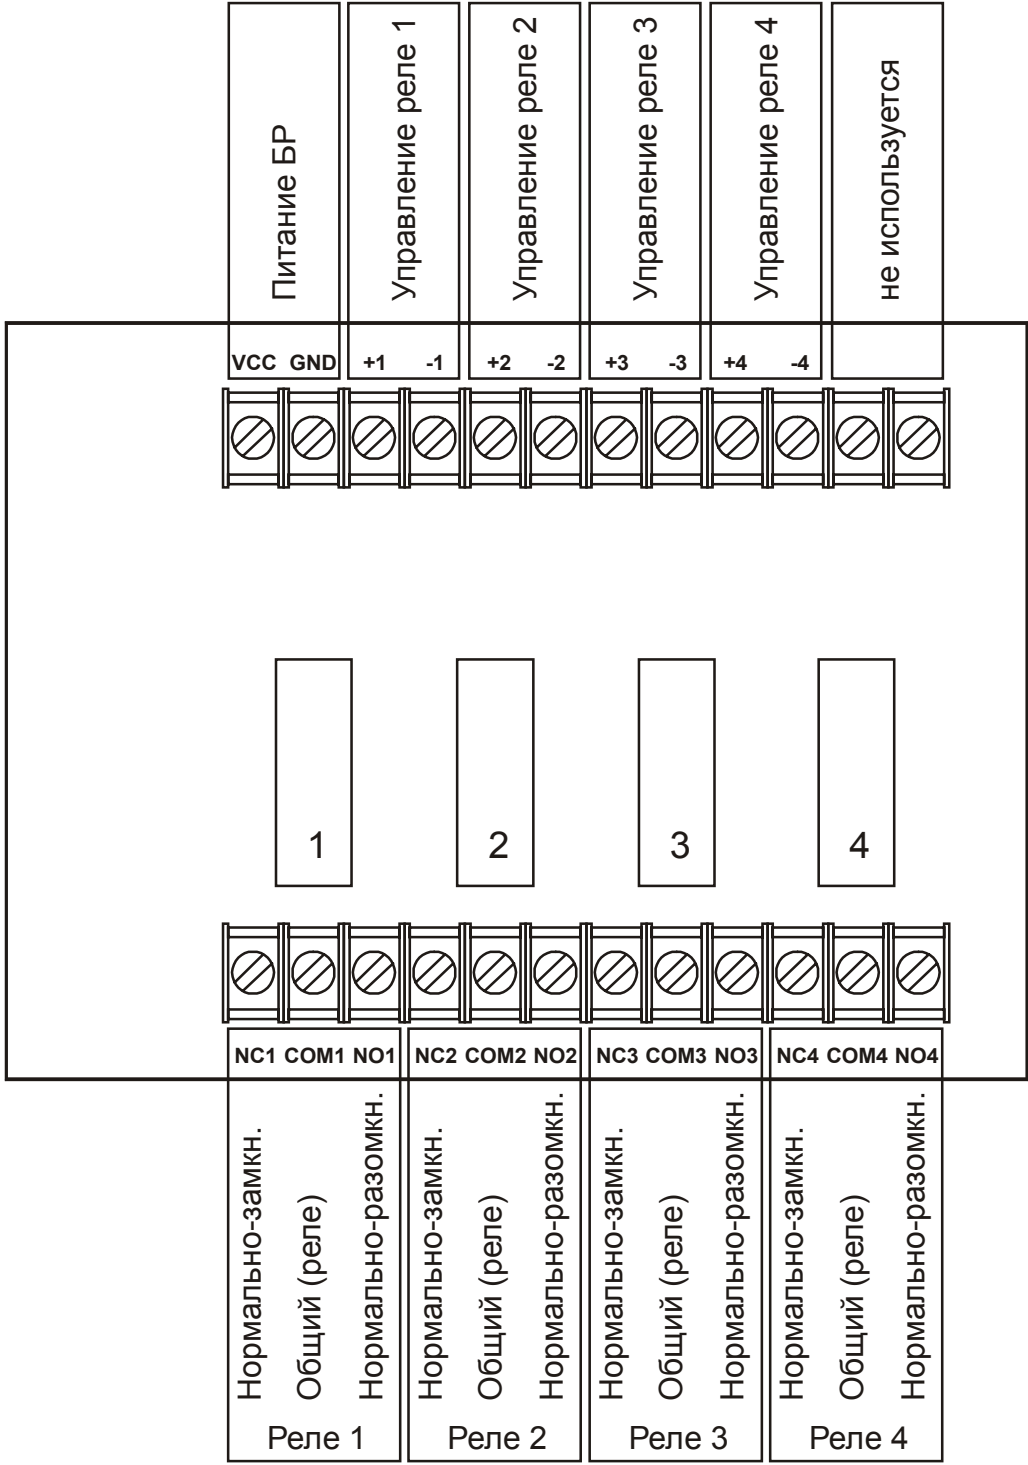 Питание БР
Управление реле 1
Управление реле 2
Управление реле 3
Управление реле 4
не используется
VCC GND +1 -1 +2 -2 +3 -3 +4 -4
1 2 3 4
NC1 COM1 NO1 NC2 COM2 NO2 NC3 COM3 NO3 NC4 COM4 NO4
Нормально-замкн.
Общий (реле)
Нормально-разомкн.
Нормально-замкн.
Общий (реле)
Нормально-разомкн.
Нормально-замкн.
Общий (реле)
Нормально-разомкн.
Нормально-замкн.
Общий (реле)
Нормально-разомкн.
Реле 1 Реле 2 Реле 3 Реле 4